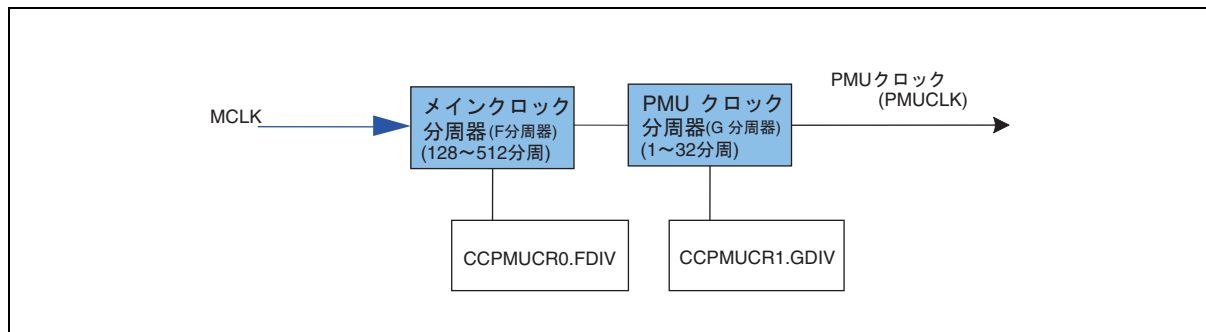 MCLK
メインクロック
分周器(F分周器)
(128～512分周)
PMU クロック
分周器(G 分周器)
(1～32分周)
PMUクロック
(PMUCLK)
CCPMUCR0.FDIV
CCPMUCR1.GDIV